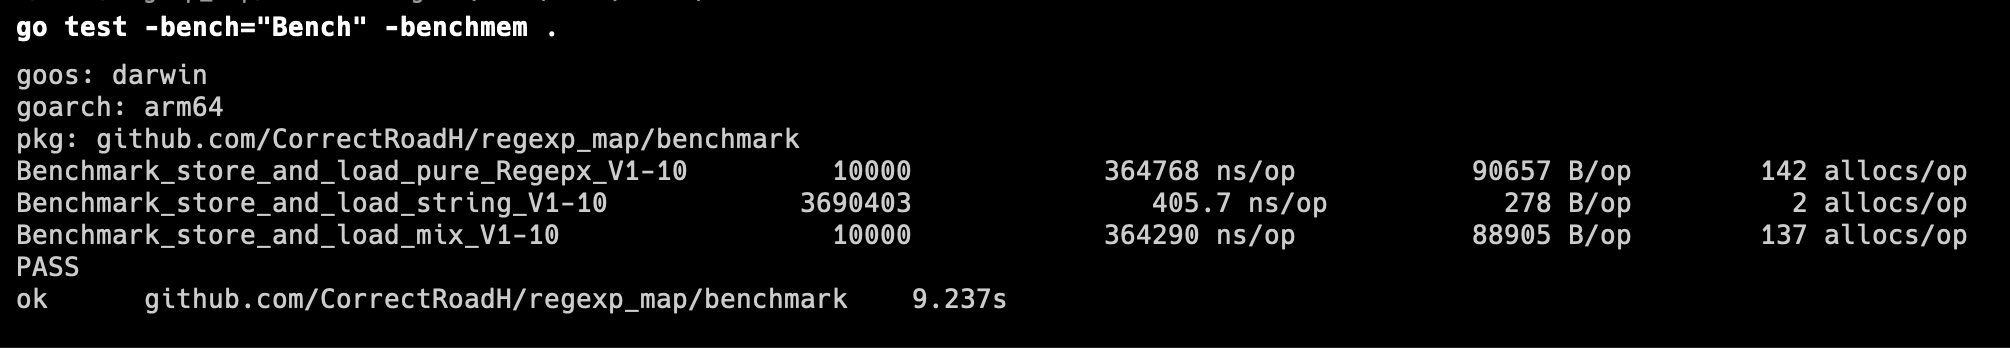 go test -bench="Bench" -benchmem .
goos: darwin
goarch: arm64
pkg: github.com/CorrectRoadH/regexp_map/benchmark
Benchmark_store_and_load_pure_Regepx_V1-10 10000 364768 ns/op 90657 B/op 142 allocs/op
Benchmark_store_and_load_string_V1-10 3690403 405.7 ns/op 278 B/op 2 allocs/op
Benchmark_store_and_load_mix_V1-10 10000 364290 ns/op 88905 B/op 137 allocs/op
PASS
ok github.com/CorrectRoadH/regexp_map/benchmark 9.237s